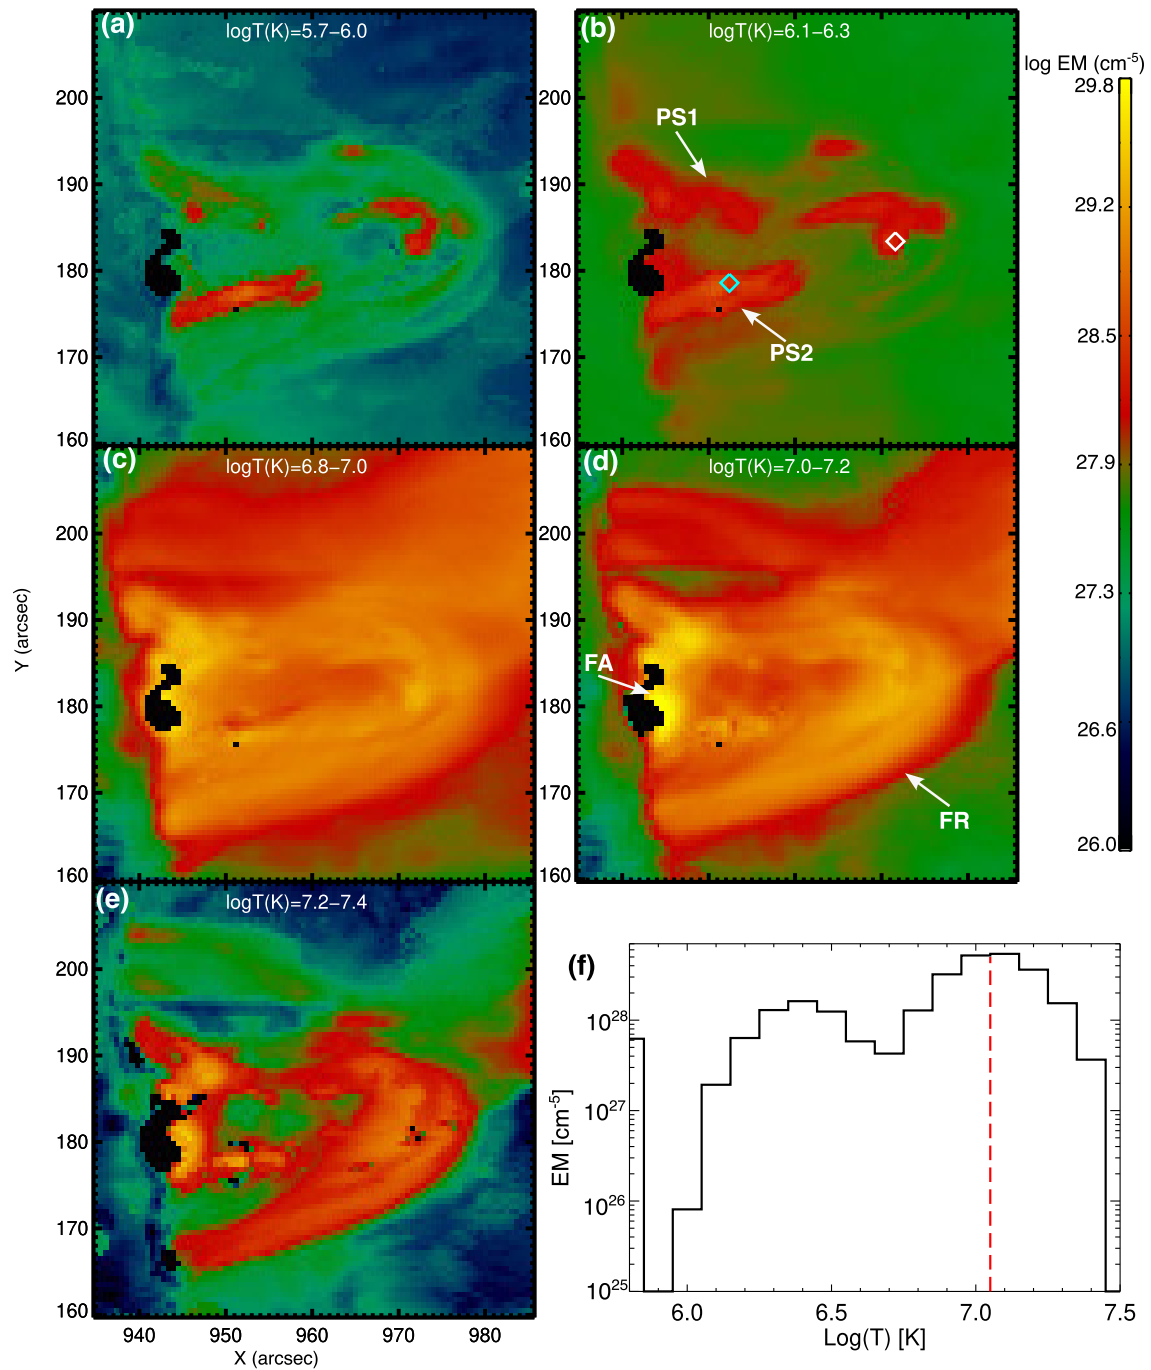 (a) logT(K)=5.7−6.0
(b) logT(K)=6.1−6.3
log EM (cm-5)
200
190
180
170
160
200
190
180
170
160
PS1
PS2
29.8
29.2
28.5
27.9
27.3
26.6
26.0
(c) logT(K)=6.8−7.0
(d) logT(K)=7.0−7.2
200
190
180
170
160
200
190
180
170
160
FA
FR
Y (arcsec)
(e) logT(K)=7.2−7.4
200
190
180
170
160
940 950 960 970 980
X (arcsec)
(f)
EM [cm-5]
10^28
10^27
10^26
10^25
6.0 6.5 7.0 7.5
Log(T) [K]